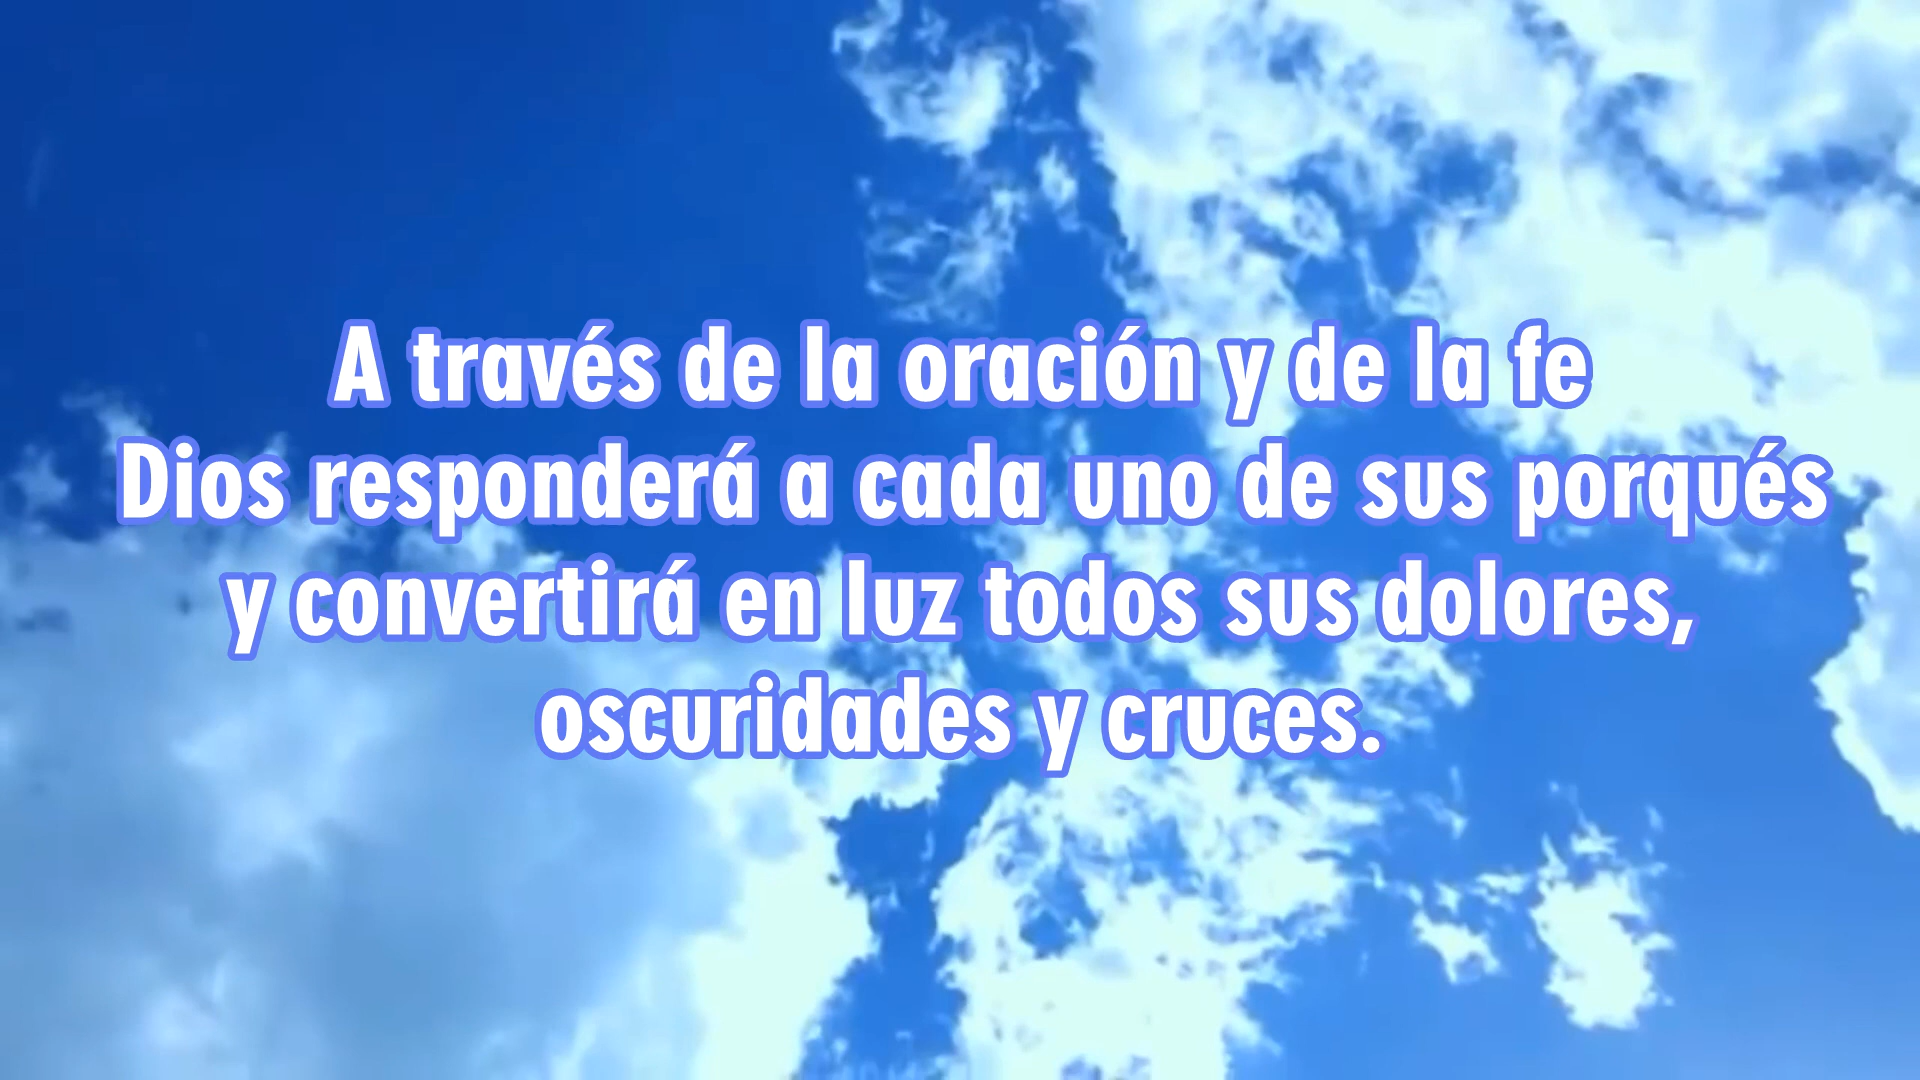 A través de la oración y de la fe
Dios responderá a cada uno de sus porqués
y convertirá en luz todos sus dolores,
oscuridades y cruces.